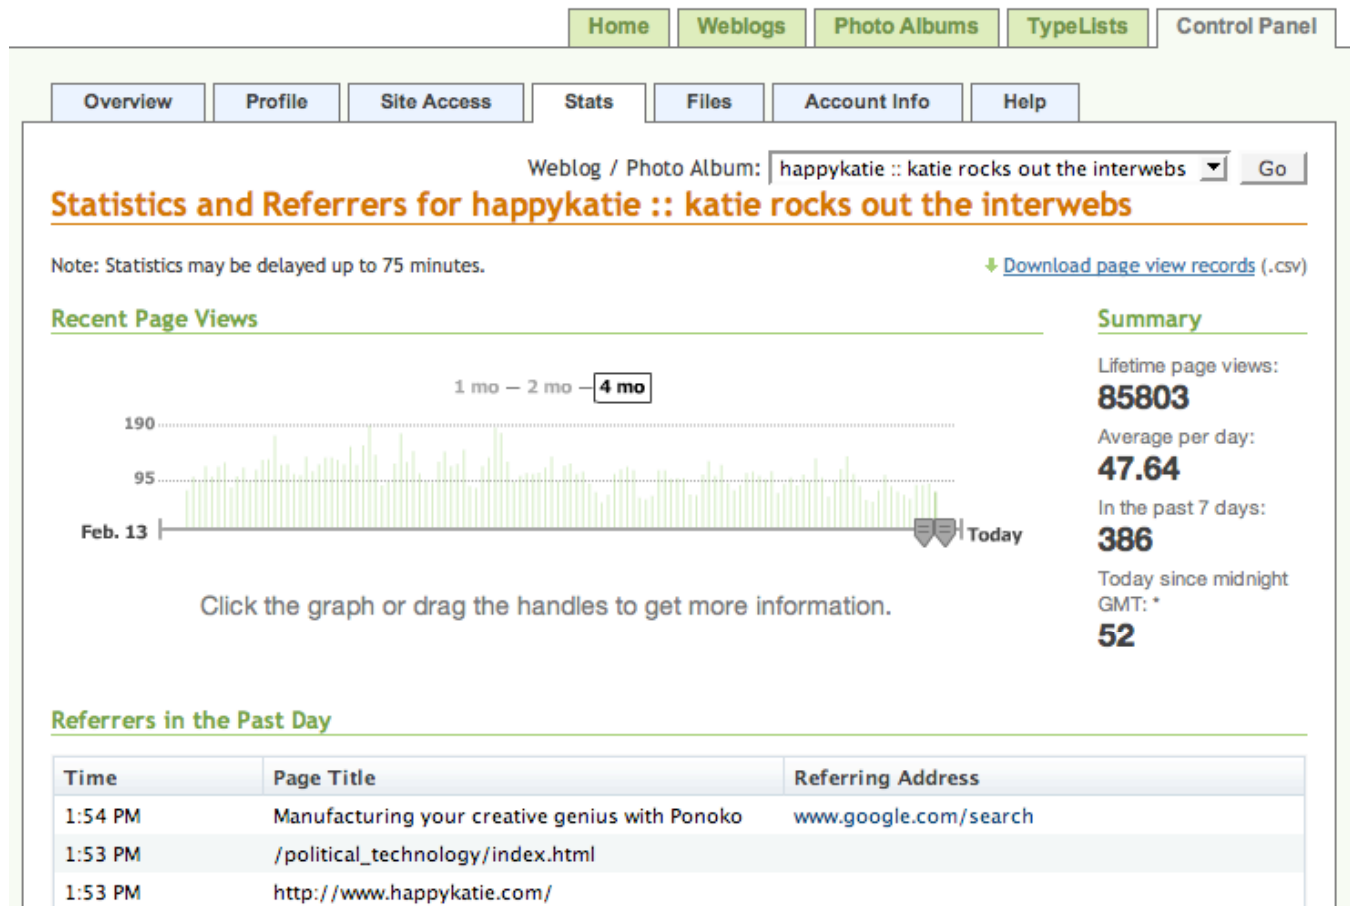 Home Weblogs Photo Albums TypeLists Control Panel
Overview Profile Site Access Stats Files Account Info Help
Weblog / Photo Album: happykatie :: katie rocks out the interwebs Go
Statistics and Referrers for happykatie :: katie rocks out the interwebs
Note: Statistics may be delayed up to 75 minutes. Download page view records (.csv)
Recent Page Views
1 mo — 2 mo — 4 mo
190
95
Feb. 13 Today
Click the graph or drag the handles to get more information.
Summary
Lifetime page views:
85803
Average per day:
47.64
In the past 7 days:
386
Today since midnight
GMT: *
52
Referrers in the Past Day
Time Page Title Referring Address
1:54 PM Manufacturing your creative genius with Ponoko www.google.com/search
1:53 PM /political_technology/index.html
1:53 PM http://www.happykatie.com/